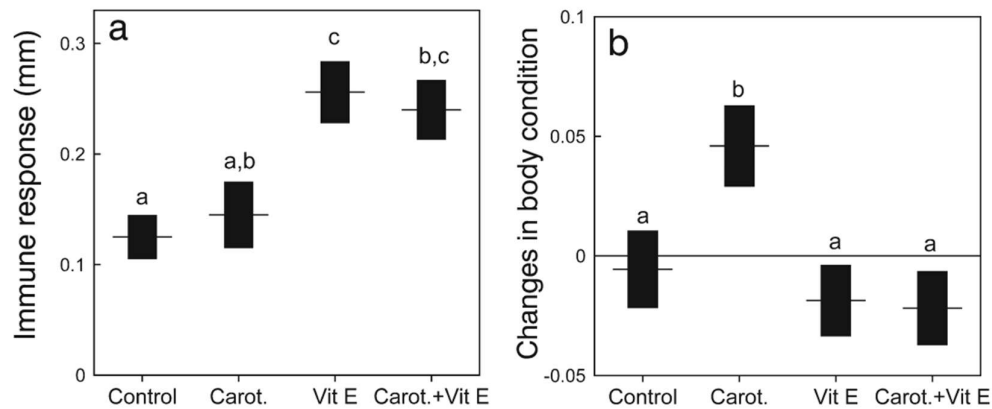 a
Immune response (mm)
0.3
0.2
0.1
0
a
a,b
c
b,c
Control
Carot.
Vit E
Carot.+Vit E
b
Changes in body condition
0.1
0.05
0
-0.05
a
b
a
a
Control
Carot.
Vit E
Carot.+Vit E